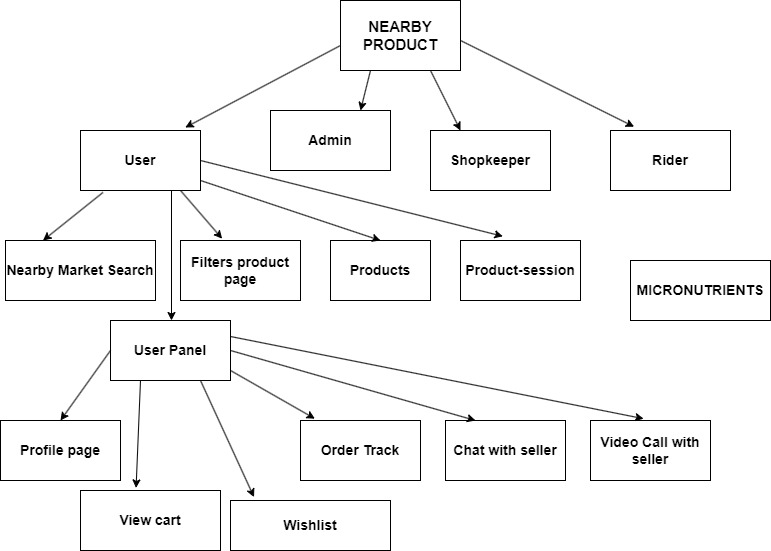 NEARBY
PRODUCT
Admin
User
Shopkeeper
Rider
Nearby Market Search
Filters product
page
Products
Product-session
MICRONUTRIENTS
User Panel
Profile page
Order Track
Chat with seller
Video Call with
seller
View cart
Wishlist